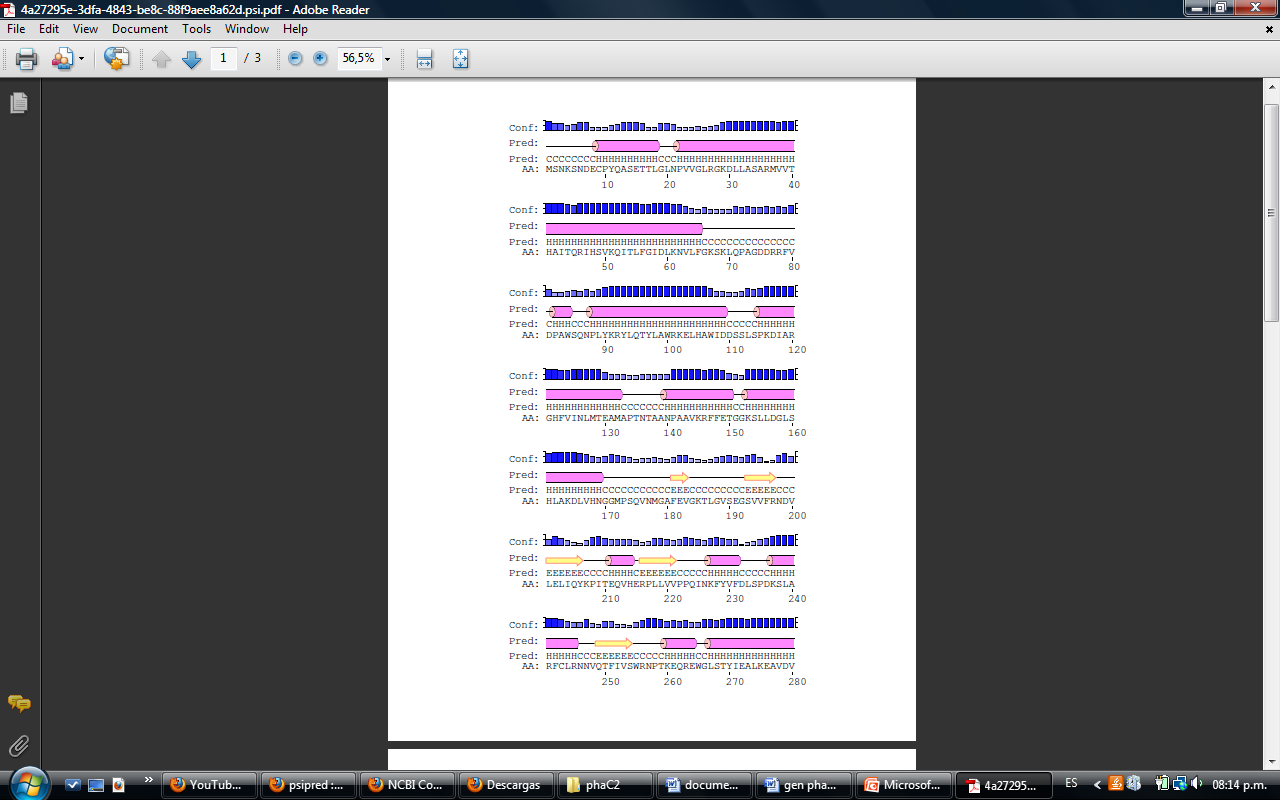 4a27295e-3dfa-4843-be8c-88f9aee8a62d.psi.pdf - Adobe Reader
File Edit View Document Tools Window Help
1 / 3 56,5%
Conf:
Pred:
Pred: CCCCCCCCHHHHHHHHHHCCCHHHHHHHHHHHHHHHHHHH
AA: MSNKSNDECPYQASETTLGLNPVVGLRGKDLLASARMVVT
10 20 30 40
Conf:
Pred:
Pred: HHHHHHHHHHHHHHHHHHHHHHHHHCCCCCCCCCCCCCCC
AA: HAITQRIHSVKQITLFGIDLKNVLFGKSKLQPAGDDRRFV
50 60 70 80
Conf:
Pred:
Pred: CHHHCCCHHHHHHHHHHHHHHHHHHHHHHCCCCCHHHHHH
AA: DPAWSQNPLYKRYLQTYLAWRKELHAWIDDSSLSPKDIAR
90 100 110 120
Conf:
Pred:
Pred: HHHHHHHHHHHHCCCCCCCHHHHHHHHHHHCCHHHHHHHH
AA: GHFVINLMTEAMAPTNTAANPAAVKRFFETGGKSLLDGLS
130 140 150 160
Conf:
Pred:
Pred: HHHHHHHHHCCCCCCCCCCCEEECCCCCCCCCEEEEECCC
AA: HLAKDLVHNGGMPSQVNMGAFEVGKTLGVSEGSVVFRNDV
170 180 190 200
Conf:
Pred:
Pred: EEEEEECCCCHHHHCEEEEEECCCCCHHHHHCCCCCHHHH
AA: LELIQYKPITEQVHERPLLVVPPQINKFYVFDLSPDKSLA
210 220 230 240
Conf:
Pred:
Pred: HHHHHCCCEEEEEECCCCCHHHHHCCHHHHHHHHHHHHHH
AA: RFCLRNNVQTFIVSWRNPTKEQREWGLSTYIEALKEAVDV
250 260 270 280
YouTub... psipred :... NCBI Co... Descargas phaC2 docume... gen pha... Microsof... 4a27295... ES 08:14 p.m.